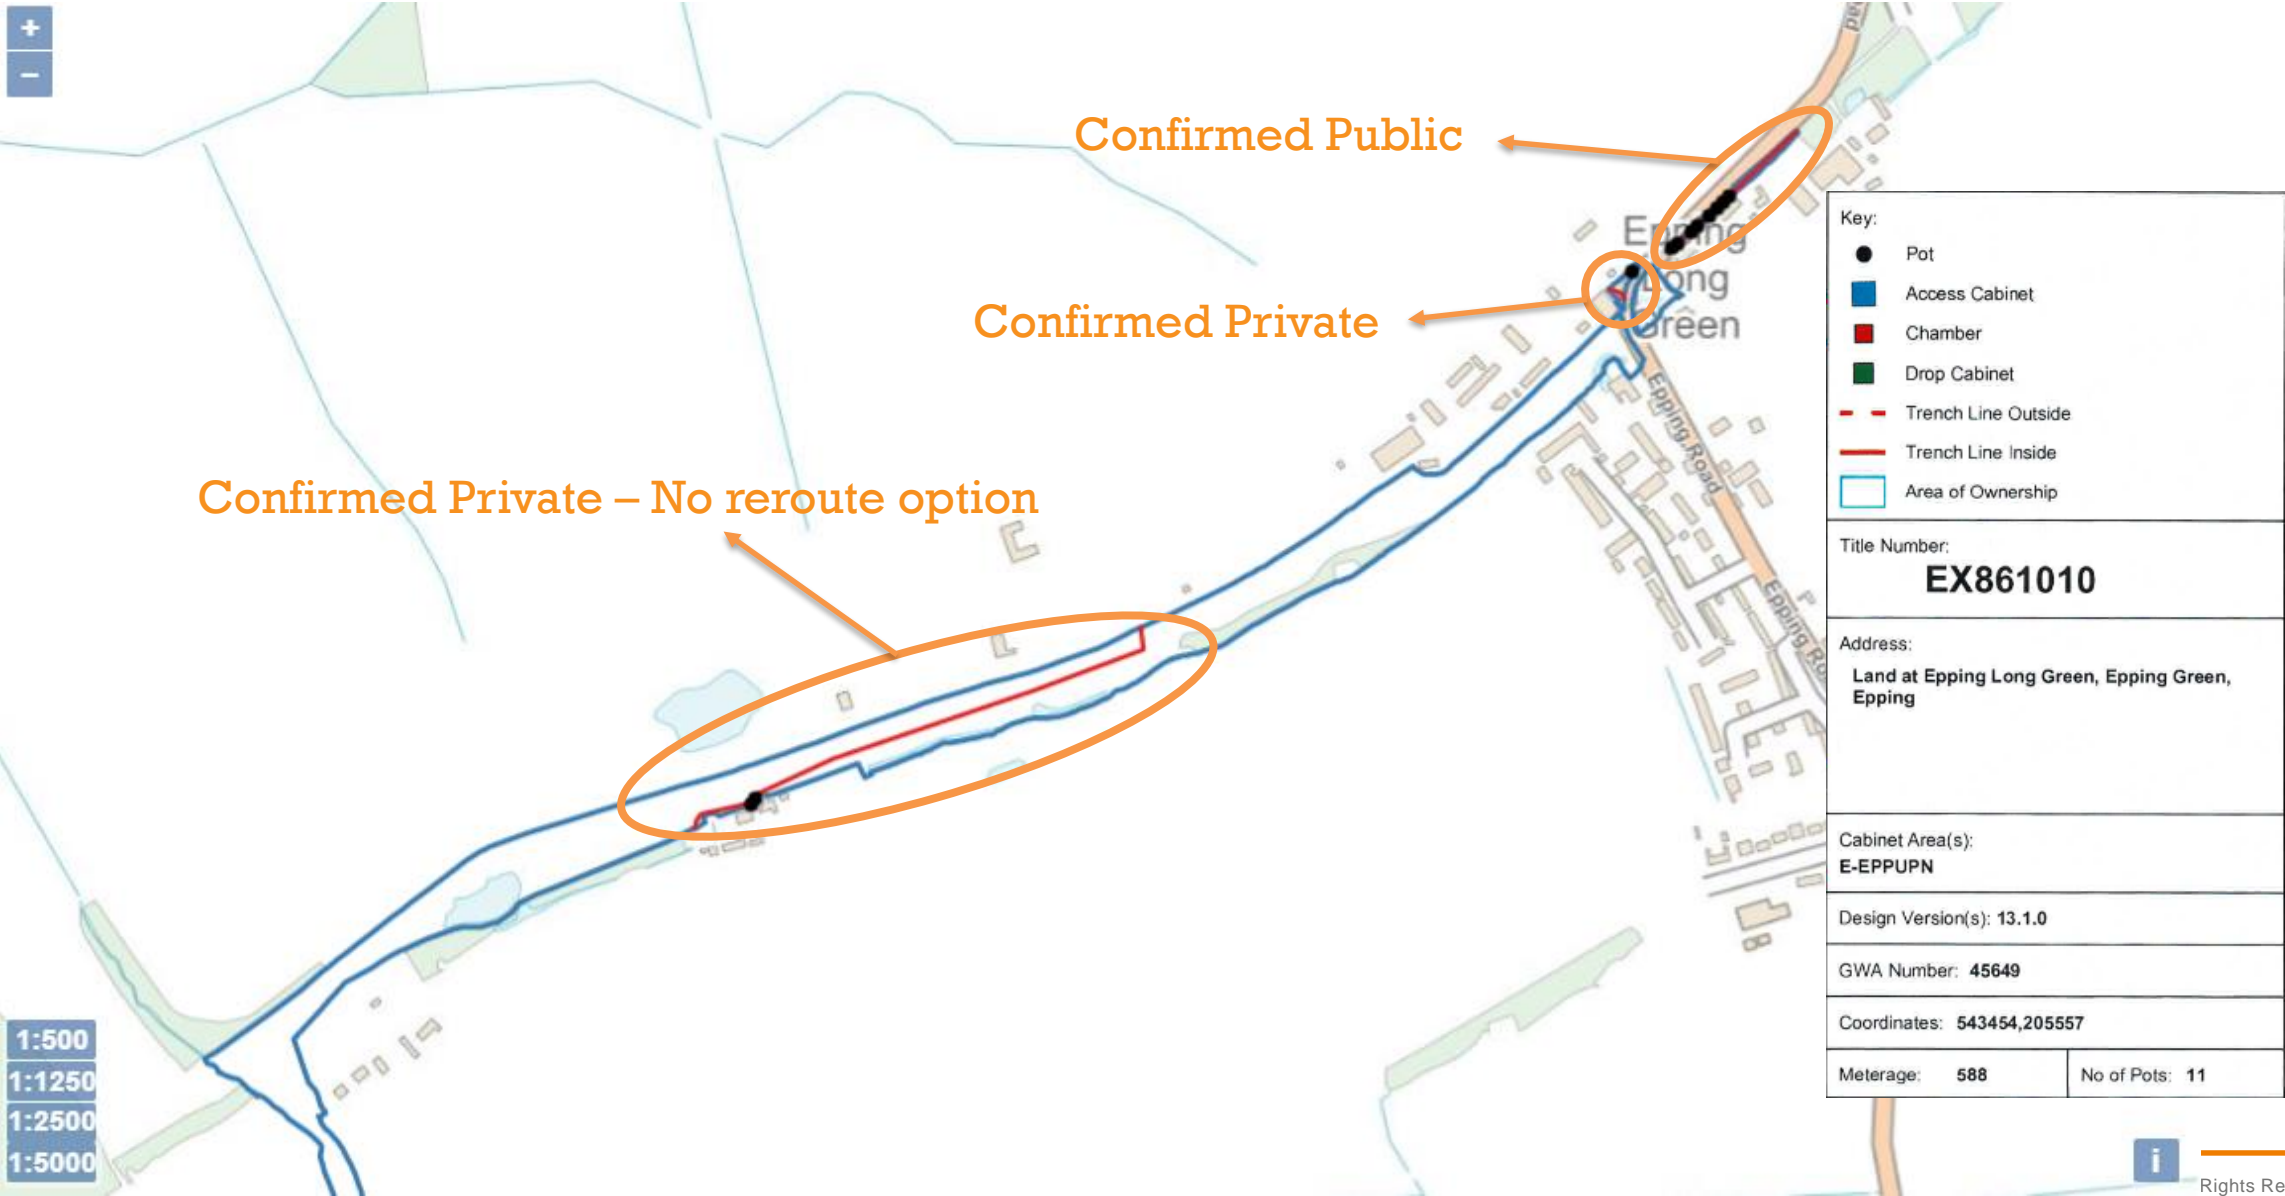 +
−
ad
Confirmed Public
Epping
Long
Green
Confirmed Private
Epping Road
Confirmed Private – No reroute option
Epping Ro
1:500
1:1250
1:2500
1:5000
Key:
Pot
Access Cabinet
Chamber
Drop Cabinet
Trench Line Outside
Trench Line Inside
Area of Ownership
Title Number:
EX861010
Address:
Land at Epping Long Green, Epping Green,
Epping
Cabinet Area(s):
E-EPPUPN
Design Version(s): 13.1.0
GWA Number: 45649
Coordinates: 543454,205557
Meterage: 588 No of Pots: 11
i
Rights Re